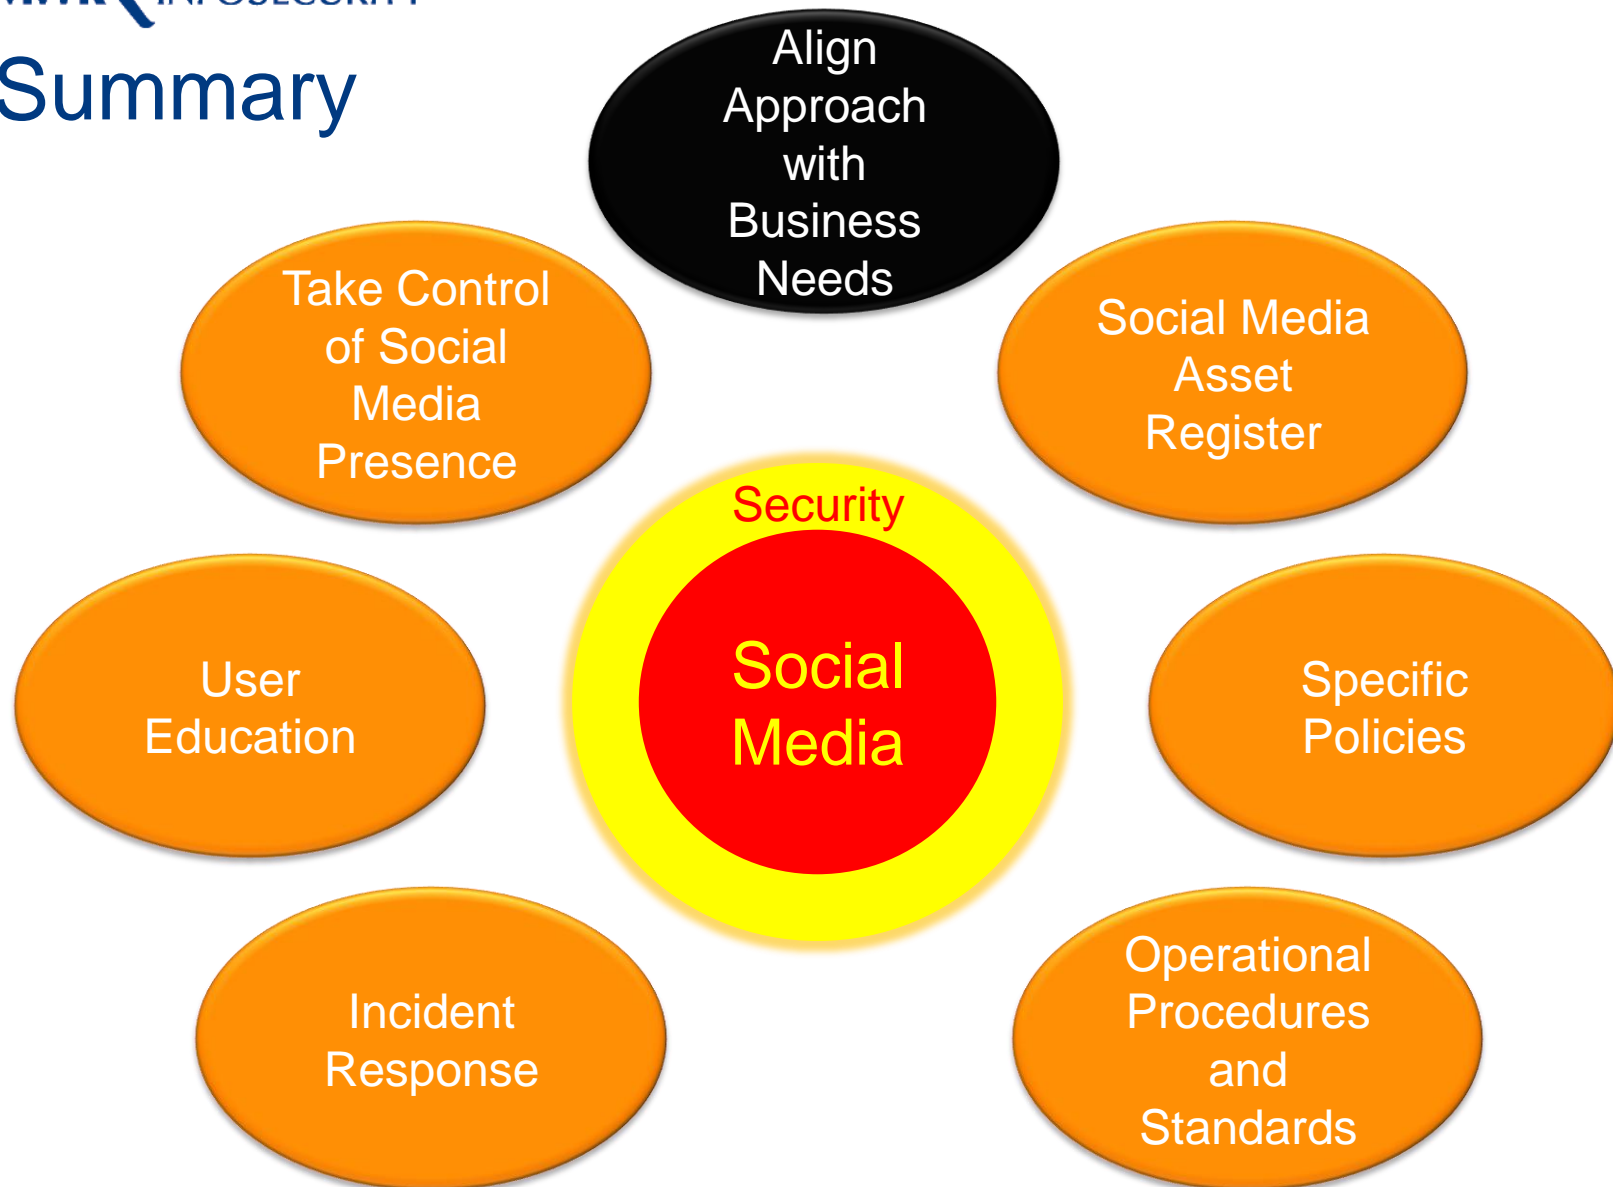 INFOSECURITY
Summary
Align
Approach
with
Business
Needs
Take Control
of Social
Media
Presence
Social Media
Asset
Register
Security
Social
Media
User
Education
Specific
Policies
Incident
Response
Operational
Procedures
and
Standards